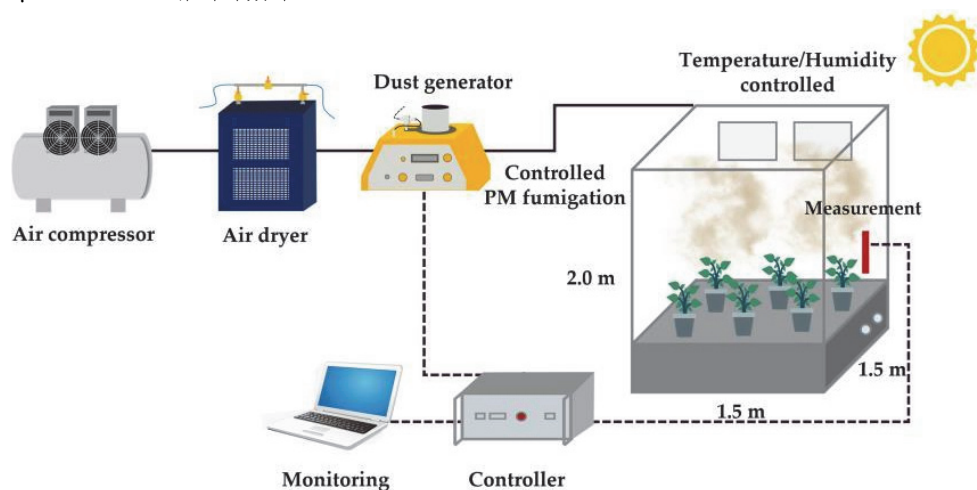 Temperature/Humidity
controlled
Dust generator
Controlled
PM fumigation
Measurement
Air compressor
Air dryer
2.0 m
1.5 m
1.5 m
Monitoring
Controller